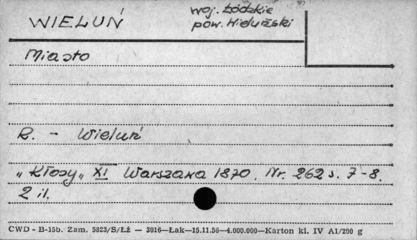 WIELUŃ
woj. Łódzkie
pow. Wieluński
Miasto
R. - Wieluń
"Kłosy" XI Warszawa 1870. Nr. 262 s. 7-8.
2 il.
CWD - B-15b. Zam. 5823/S/Łż — 3016—Łak—15.11.56—4.000.000—Karton kl. IV A1/200 g